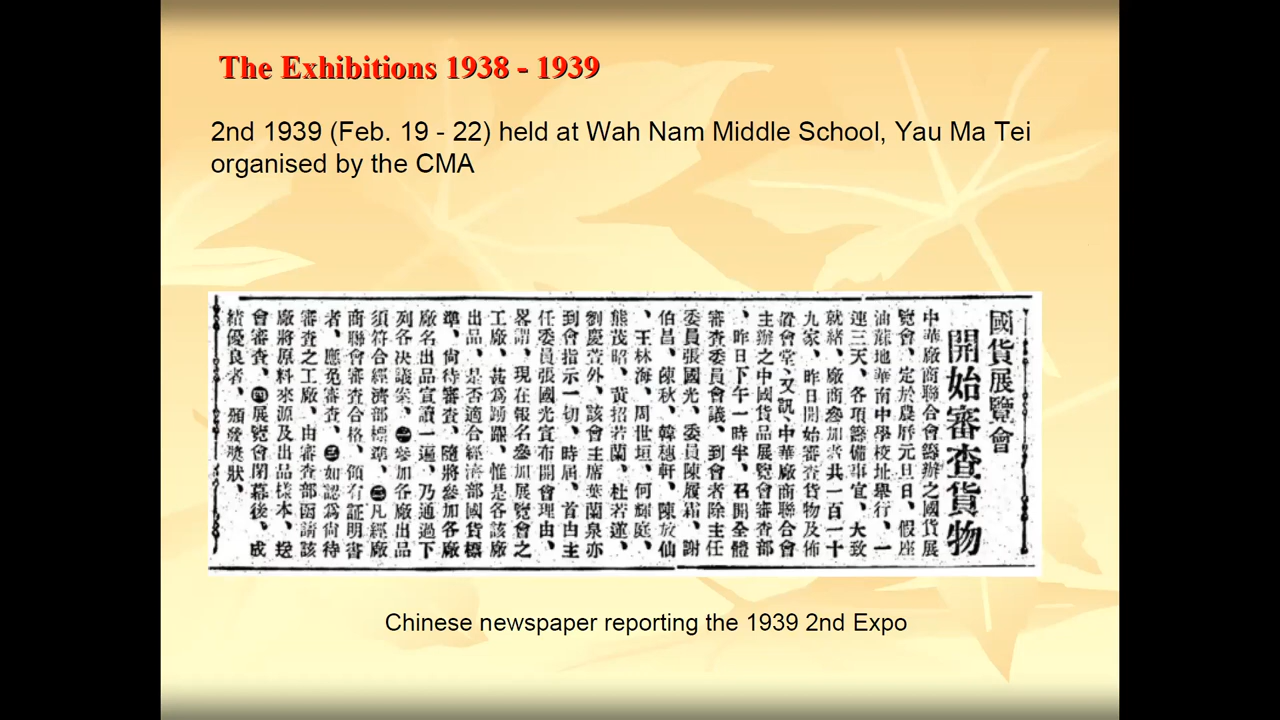 The Exhibitions 1938 - 1939
2nd 1939 (Feb. 19 - 22) held at Wah Nam Middle School, Yau Ma Tei
organised by the CMA
國貨展覽會
開始審查貨物
中華廠商聯合會籌辦之國貨展
覽會、定於農曆元旦日、假座
油蔴地華南中學校址舉行、一
連三天、各項籌備事宜、大致
就緒、廠商參加者共一百一十
九家、昨日開始審查貨物及佈
置會堂、又訊、中華廠商聯合會
主辦之中國貨品展覽會審查部
、昨日下午一時半、召開全體
審查委員會議、到會者除主任
委員張國光、委員陳履霜、謝
伯昌、陳秋、韓穗軒、陳放仙
、王林海、周世垣、何輝庭、
熊茂昭、黃招若蘭、杜若蓮、
劉慶萱外、該會主席葉蘭泉亦
到會指示一切、時屆、首由主
任委員張國光宣布開會理由、
畧謂、現在報名參加展覽會之
工廠、甚爲踴躍、惟是各該廠
出品、是否適合經濟部國貨標
準、尙待審查、隨將參加各廠
廠名出品宣讀一遍、乃通過下
列各决議案、㊀參加各廠出品
須符合經濟部標準、㊁凡經廠
商聯會審查合格、領有証明書
者、應免審查、㊂如認爲尙待
審查之工廠、由審查部函請該
廠將原料來源及出品樣本、送
會審查、㊃展覽會閉幕後、成
績優良者、頒發獎狀、
Chinese newspaper reporting the 1939 2nd Expo